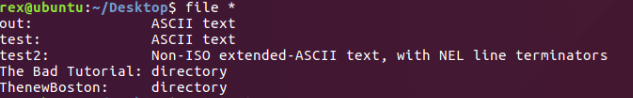 rex@ubuntu:~/Desktop$ file *
out: ASCII text
test: ASCII text
test2: Non-ISO extended-ASCII text, with NEL line terminators
The Bad Tutorial: directory
ThenewBoston: directory